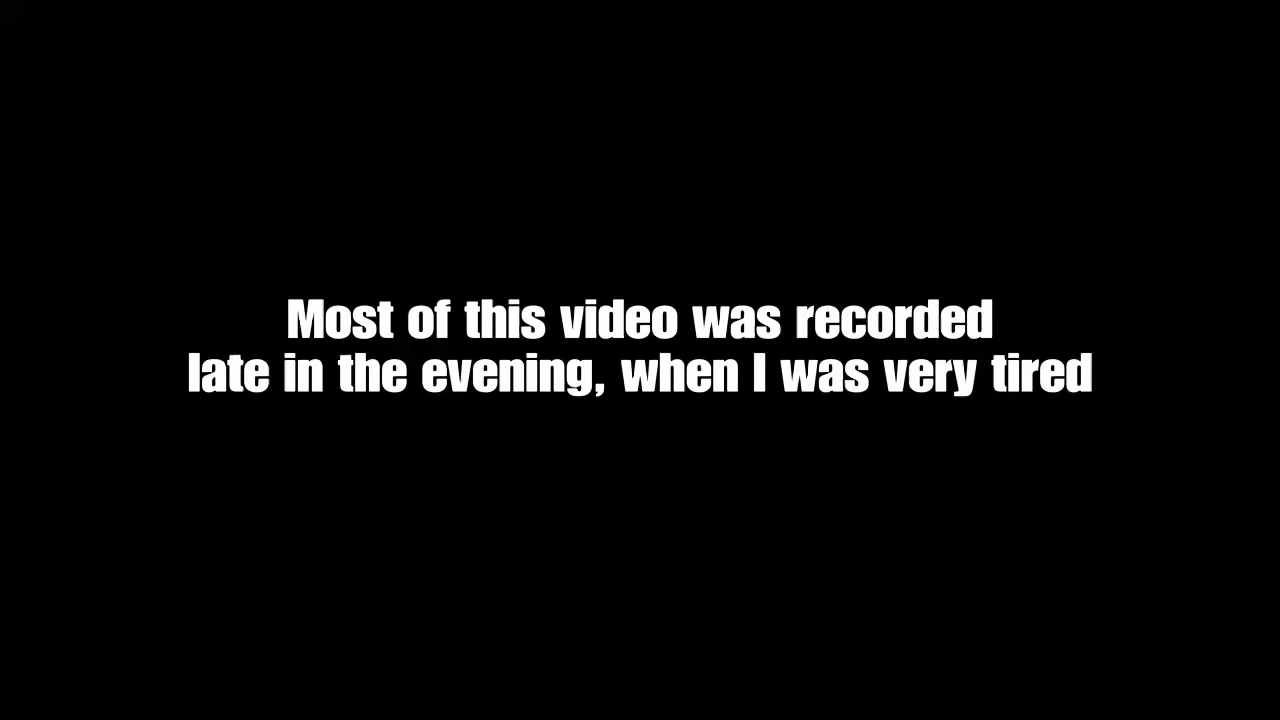 Most of this video was recorded
late in the evening, when I was very tired